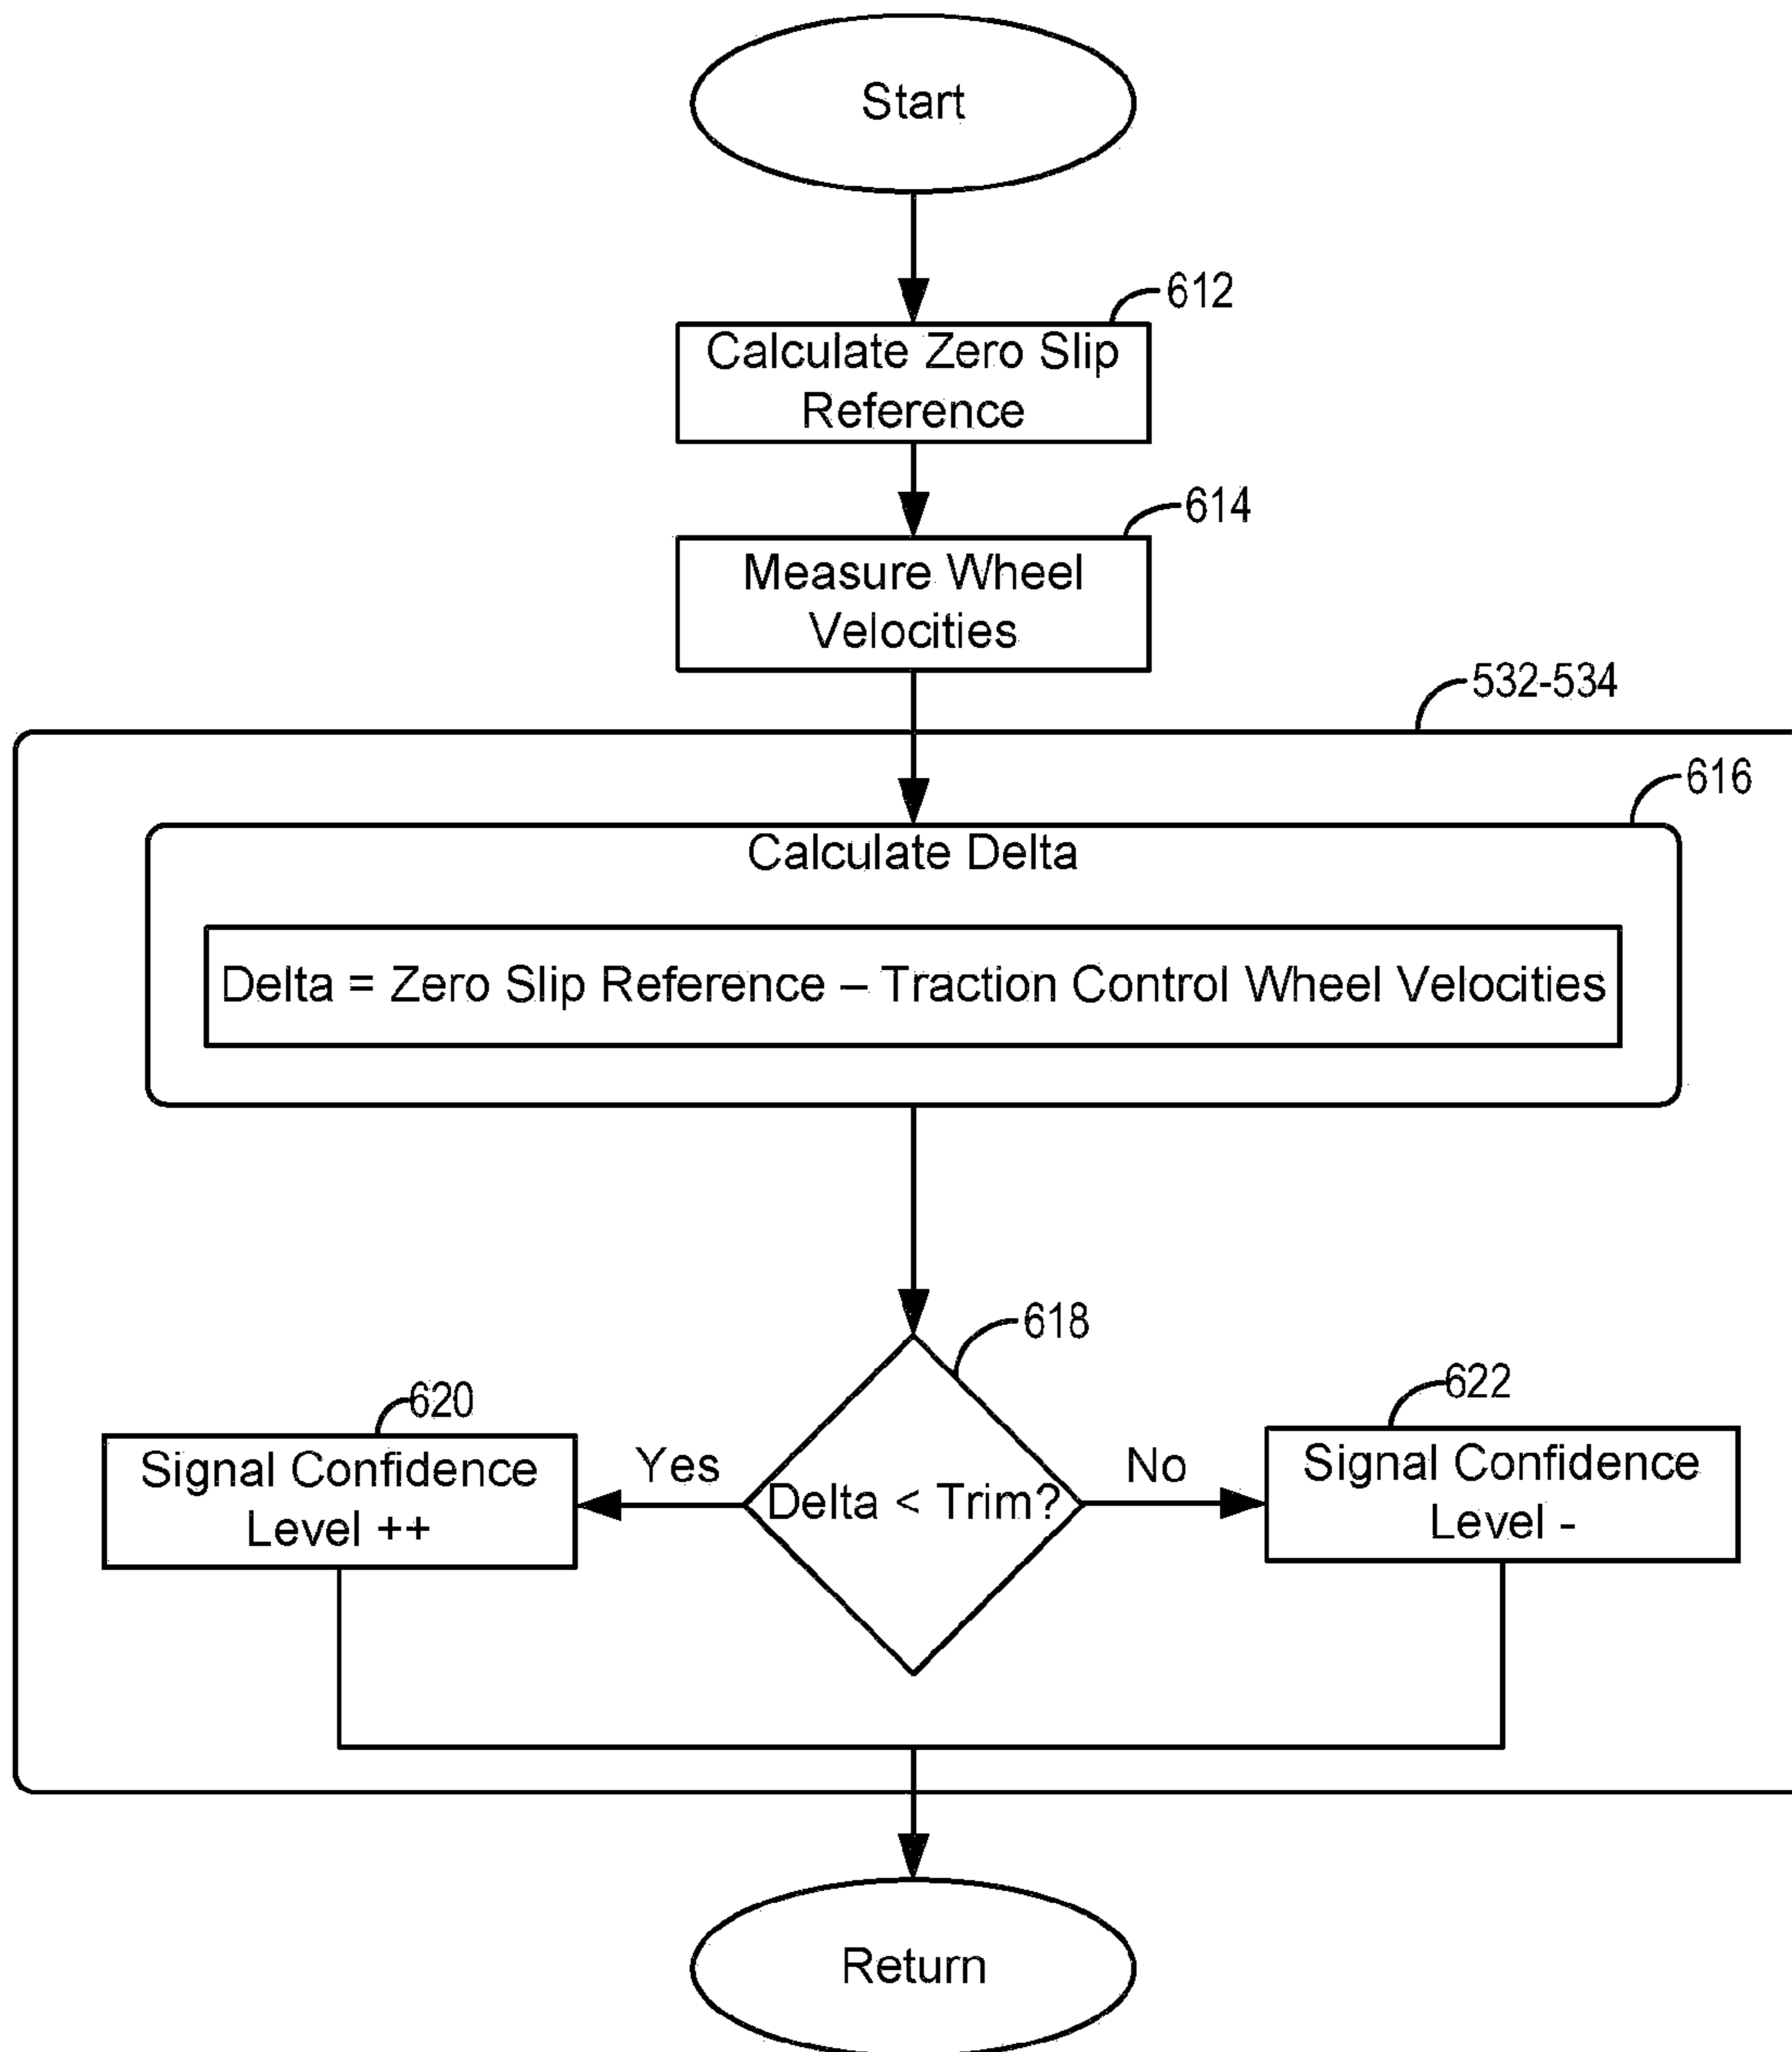 Start
612
Calculate Zero Slip
Reference
614
Measure Wheel
Velocities
532-534
616
Calculate Delta
Delta = Zero Slip Reference – Traction Control Wheel Velocities
618
620
622
Signal Confidence
Level ++
Yes
Delta < Trim?
No
Signal Confidence
Level -
Return